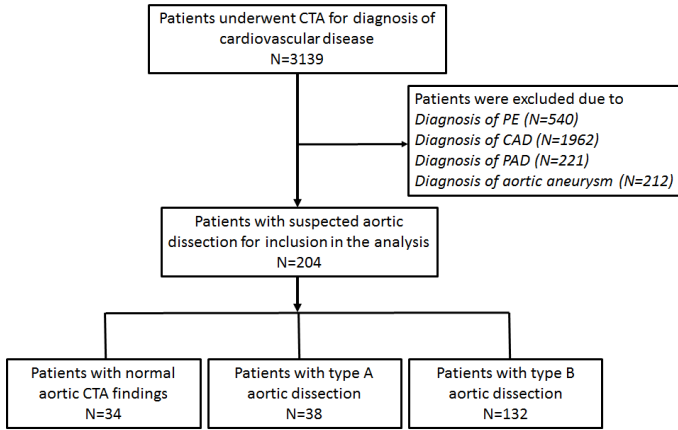 Patients underwent CTA for diagnosis of
cardiovascular disease
N=3139
Patients were excluded due to
Diagnosis of PE (N=540)
Diagnosis of CAD (N=1962)
Diagnosis of PAD (N=221)
Diagnosis of aortic aneurysm (N=212)
Patients with suspected aortic
dissection for inclusion in the analysis
N=204
Patients with normal
aortic CTA findings
N=34
Patients with type A
aortic dissection
N=38
Patients with type B
aortic dissection
N=132